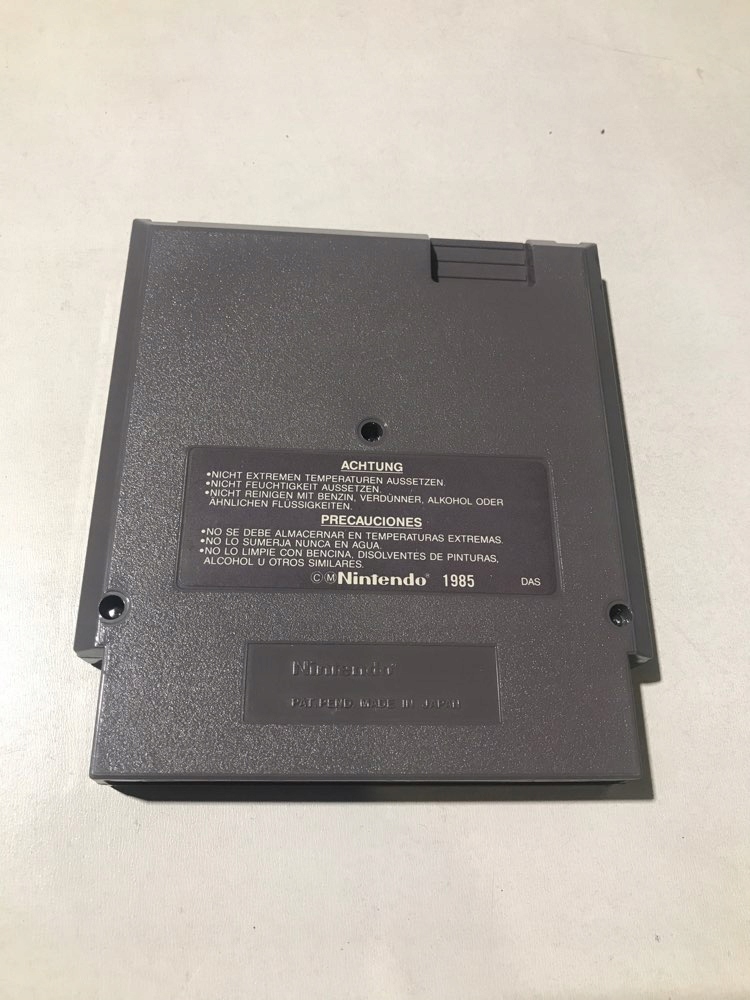 ACHTUNG
•NICHT EXTREMEN TEMPERATUREN AUSSETZEN.
•NICHT FEUCHTIGKEIT AUSSETZEN.
•NICHT REINIGEN MIT BENZIN, VERDÜNNER, ALKOHOL ODER
ÄHNLICHEN FLÜSSIGKEITEN.
PRECAUCIONES
•NO SE DEBE ALMACERNAR EN TEMPERATURAS EXTREMAS.
•NO LO SUMERJA NUNCA EN AGUA.
•NO LO LIMPIE CON BENCINA, DISOLVENTES DE PINTURAS,
ALCOHOL U OTROS SIMILARES.
ⒸⓂNintendo® 1985 DAS
Nintendo®
PAT. PEND. MADE IN JAPAN